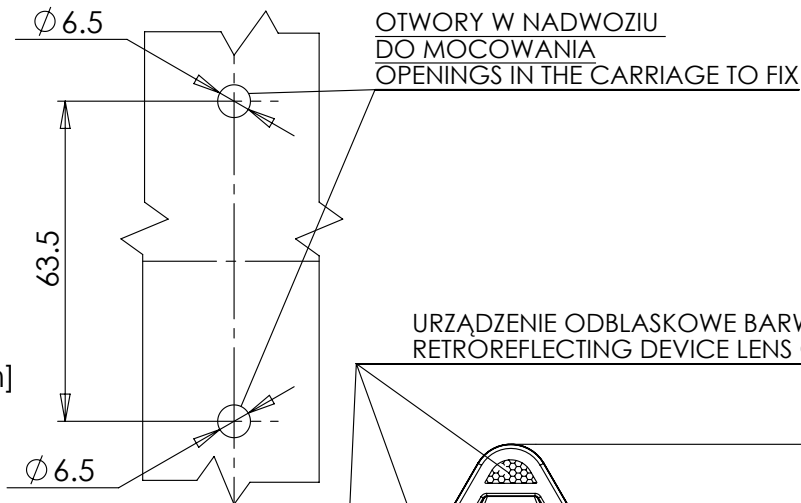 ∅ 6.5
OTWORY W NADWOZIU
DO MOCOWANIA
OPENINGS IN THE CARRIAGE TO FIX
63.5
URZĄDZENIE ODBLASKOWE
RETROREFLECTING DEVICE LENS
∅ 6.5